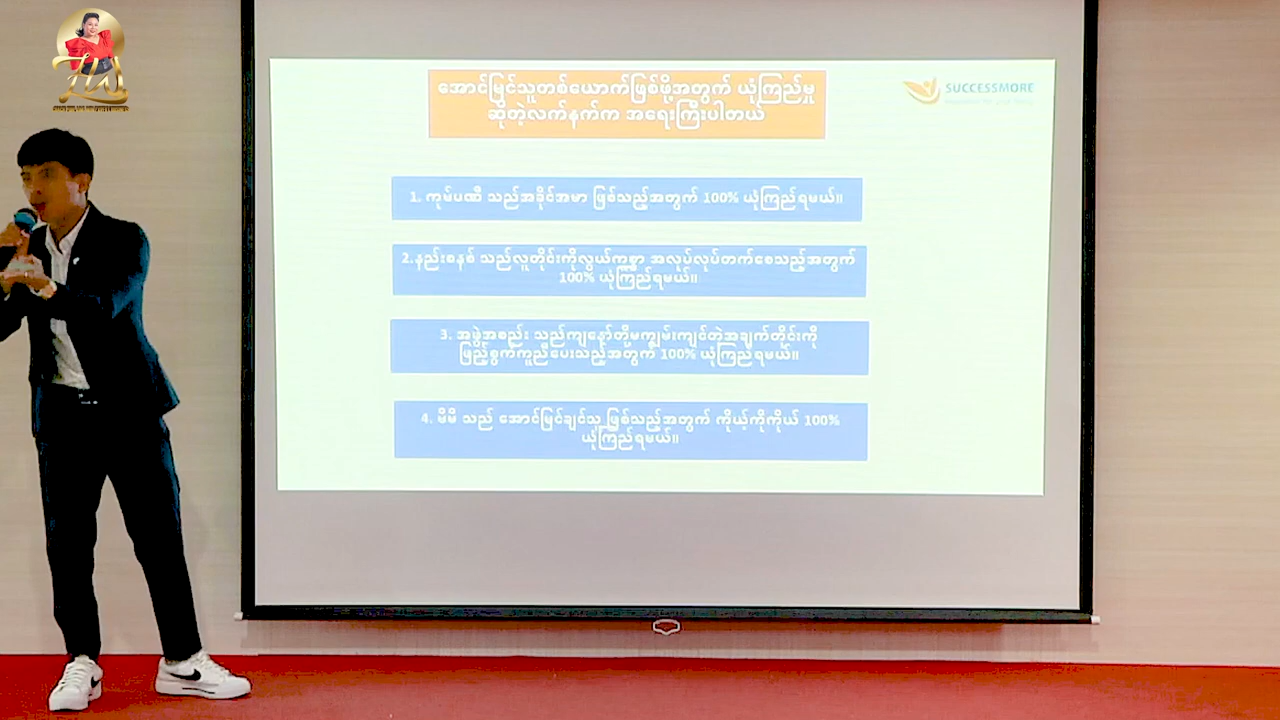 အောင်မြင်သူတစ်ယောက်ဖြစ်ဖို့အတွက် ယုံကြည်မှု
ဆိုတဲ့လက်နက်က အရေးကြီးပါတယ်
SUCCESSMORE
1. ကုမ်ပဏီ သည်အခိုင်အမာ ဖြစ်သည့်အတွက် 100% ယုံကြည်ရမယ်။
2.နည်းစနစ် သည်လူတိုင်းကိုလွယ်ကူစွာ အလုပ်လုပ်တက်စေသည့်အတွက်
100% ယုံကြည်ရမယ်။
3. အဖွဲ့အစည်း သည်ကျနော်တို့မကျွမ်းကျင်တဲ့အချက်တိုင်းကို
ဖြည့်စွက်ကူညီပေးသည့်အတွက် 100% ယုံကြည်ရမယ်။
4. မိမိ သည် အောင်မြင်ချင်သူ ဖြစ်သည့်အတွက် ကိုယ့်ကိုကိုယ် 100%
ယုံကြည်ရမယ်။